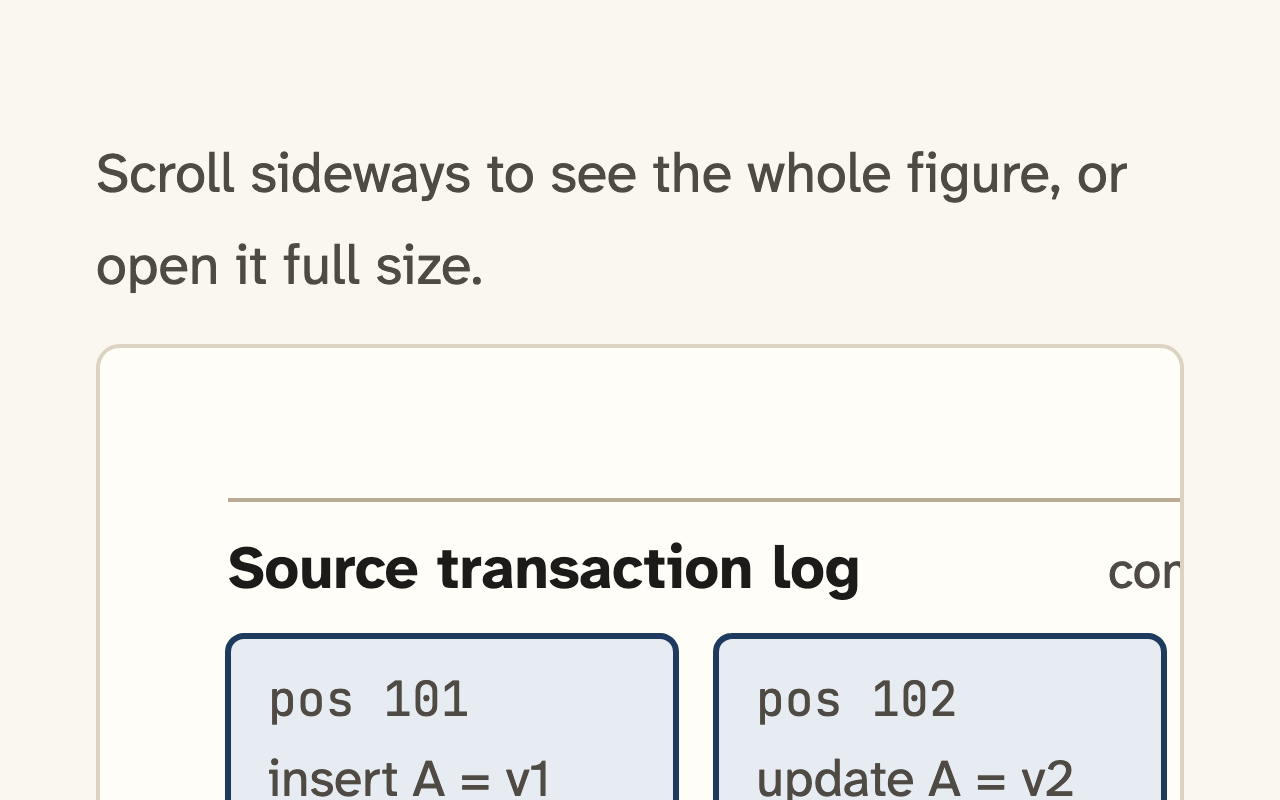 Scroll sideways to see the whole figure, or
open it full size.
Source transaction log
pos 101
pos 102
insert A = v1
update A = v2